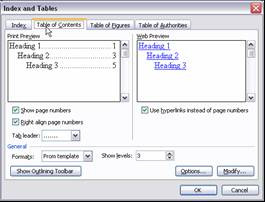 Index and Tables
Index Table of Contents Table of Figures Table of Authorities
Print Preview Web Preview
Heading 1 ........................ 1 Heading 1
Heading 2 .................. 3 Heading 2
Heading 3 ............... 5 Heading 3
Show page numbers Use hyperlinks instead of page numbers
Right align page numbers
Tab leader: .......
General
Formats: From template Show levels: 3
Show Outlining Toolbar Options... Modify...
OK Cancel